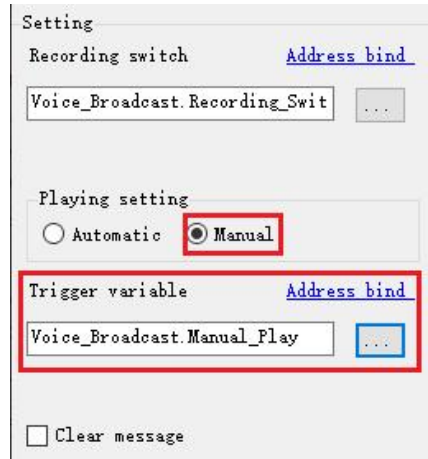 Setting
Recording switch Address bind
Voice_Broadcast.Recording_Swit ...
Playing setting
Automatic Manual
Trigger variable Address bind
Voice_Broadcast.Manual_Play ...
Clear message